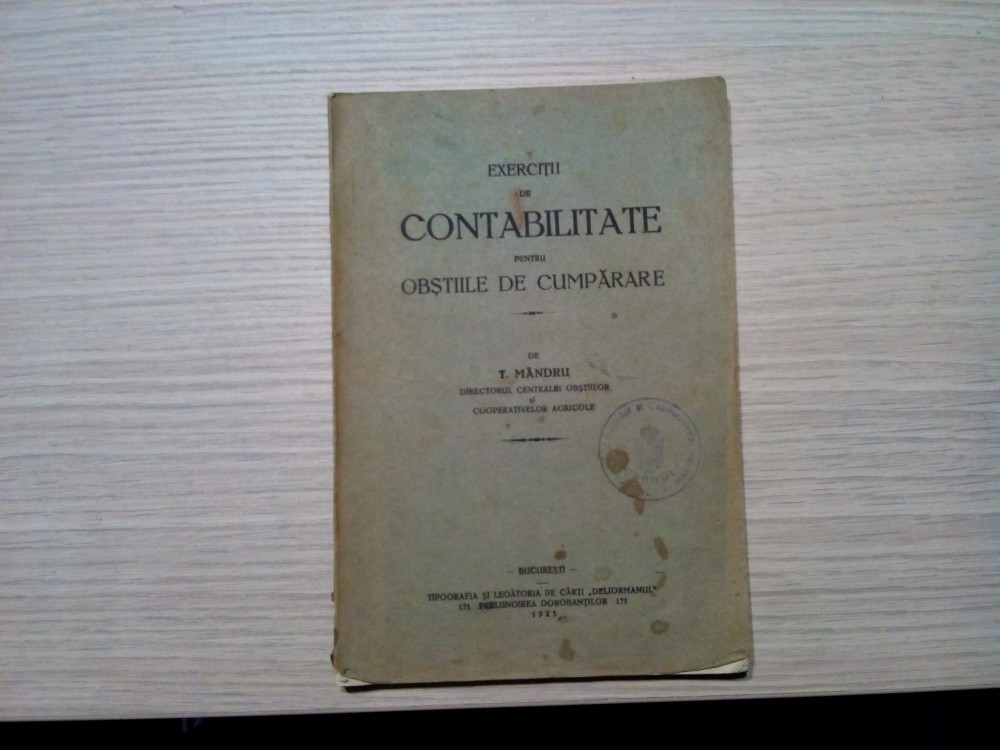 EXERCIȚII
DE
CONTABILITATE
PENTRU
OBȘTIILE DE CUMPĂRARE
DE
T. MÂNDRU
DIRECTORUL CENTRALEI OBȘTIILOR
și
COOPERATIVELOR AGRICOLE
– BUCUREȘTI –
TIPOGRAFIA ȘI LEGĂTORIA DE CĂRȚI „DELIORMANUL"
171 PRELUNGIREA DOROBANȚILOR 171